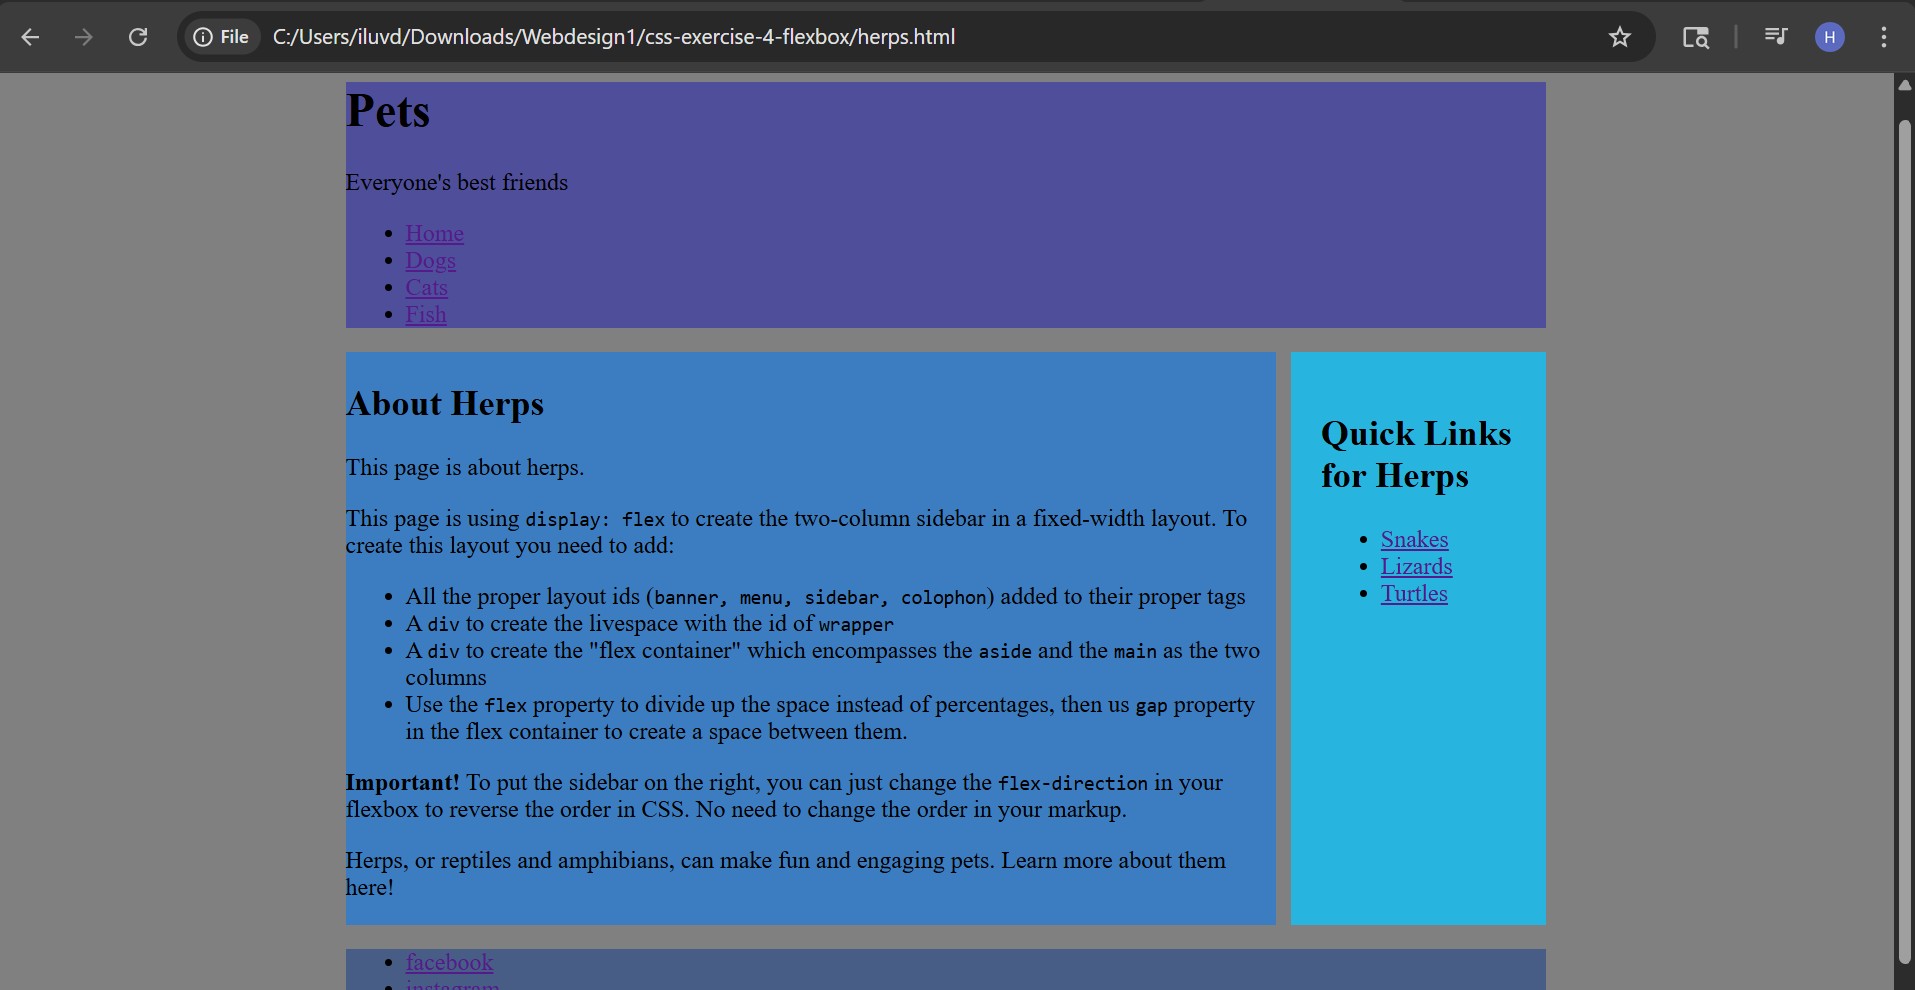 File C:/Users/iluvd/Downloads/Webdesign1/css-exercise-4-flexbox/herps.html
H
Pets
Everyone's best friends
Home
Dogs
Cats
Fish
About Herps
This page is about herps.
This page is using display: flex to create the two-column sidebar in a fixed-width layout. To
create this layout you need to add:
All the proper layout ids (banner, menu, sidebar, colophon) added to their proper tags
A div to create the livespace with the id of wrapper
A div to create the "flex container" which encompasses the aside and the main as the two
columns
Use the flex property to divide up the space instead of percentages, then us gap property
in the flex container to create a space between them.
Important! To put the sidebar on the right, you can just change the flex-direction in your
flexbox to reverse the order in CSS. No need to change the order in your markup.
Herps, or reptiles and amphibians, can make fun and engaging pets. Learn more about them
here!
Quick Links
for Herps
Snakes
Lizards
Turtles
facebook
instagram